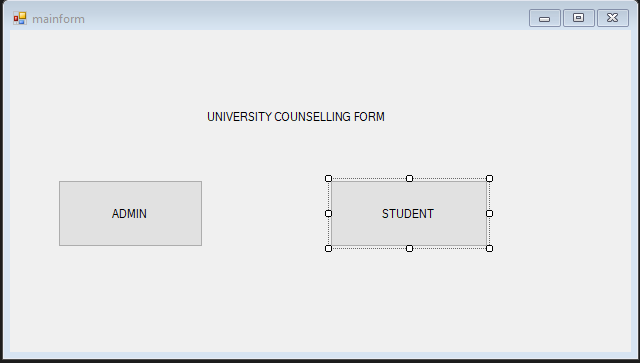 mainform
UNIVERSITY COUNSELLING FORM
ADMIN
STUDENT